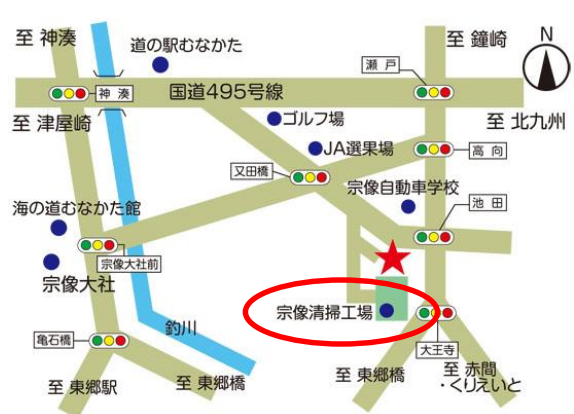 至 神湊
道の駅むなかた
至 鐘崎
N
瀬 戸
神 湊
国道495号線
至 津屋崎
ゴルフ場
至 北九州
JA選果場
高 向
又田橋
宗像自動車学校
池 田
海の道むなかた館
宗像大社前
宗像大社
宗像清掃工場
釣川
亀石橋
大王寺
至 東郷駅
至 東郷橋
至 東郷橋
至 赤間
・くりえいと